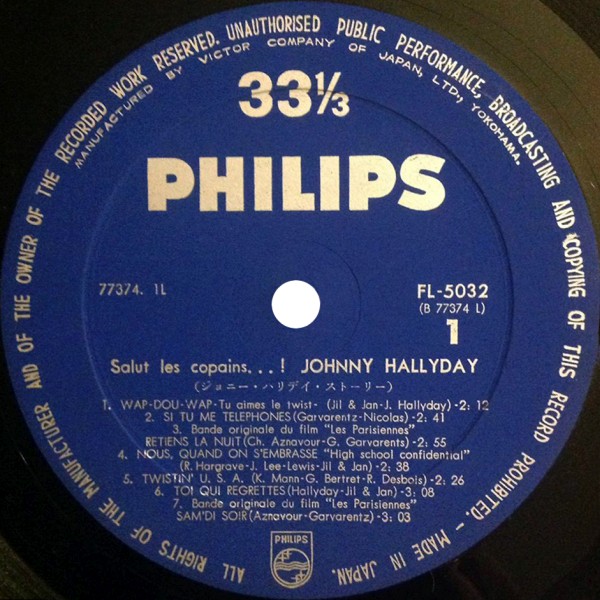 ALL RIGHTS OF THE MANUFACTURER AND OF THE OWNER OF THE RECORDED WORK RESERVED. UNAUTHORISED PUBLIC PERFORMANCE, BROADCASTING AND COPYING OF THIS RECORD PROHIBITED. – MADE IN JAPAN.
MANUFACTURED BY VICTOR COMPANY OF JAPAN, LTD., YOKOHAMA.
33⅓
PHILIPS
77374. 1L
FL-5032
(B 77374 L)
1
Salut les copains...! JOHNNY HALLYDAY
(ジョニー・ハリデイ・ストーリー)
1. WAP-DOU-WAP-Tu aimes le twist- (Jil & Jan-J. Hallyday)-2: 12
2. SI TU ME TELEPHONES(Garvarentz-Nicolas)-2: 41
3. Bande originale du film "Les Parisiennes"
RETIENS LA NUIT(Ch. Aznavour-G. Garvarents)-2: 55
4. NOUS, QUAND ON S'EMBRASSE "High school confidential"
(R. Hargrave-J. Lee-Lewis-Jil & Jan)-2: 38
5. TWISTIN' U. S. A. (K. Mann-G. Bertret-R. Desbois)-2: 26
6. TOI QUI REGRETTES(Hallyday-Jil & Jan)-3: 08
7. Bande originale du film "Les Parisiennes"
SAM'DI SOIR(Aznavour-Garvarentz)-3: 03
PHILIPS